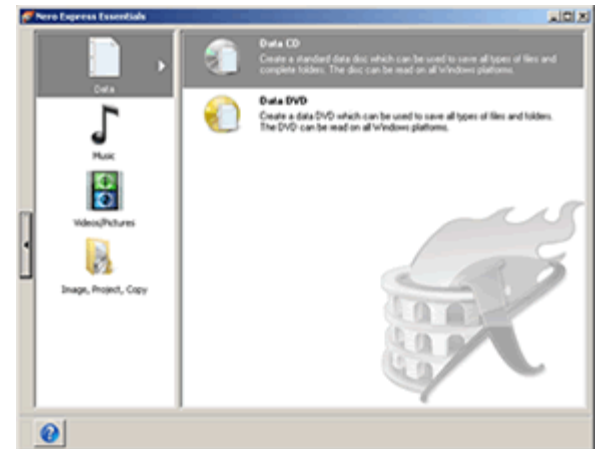 Nero Express Essentials
Data
Music
Videos/Pictures
Image, Project, Copy
Data CD
Create a standard data disc which can be used to save all types of files and
complete folders. The disc can be read on all Windows platforms.
Data DVD
Create a data DVD which can be used to save all types of files and folders.
The DVD can be read on all Windows platforms.